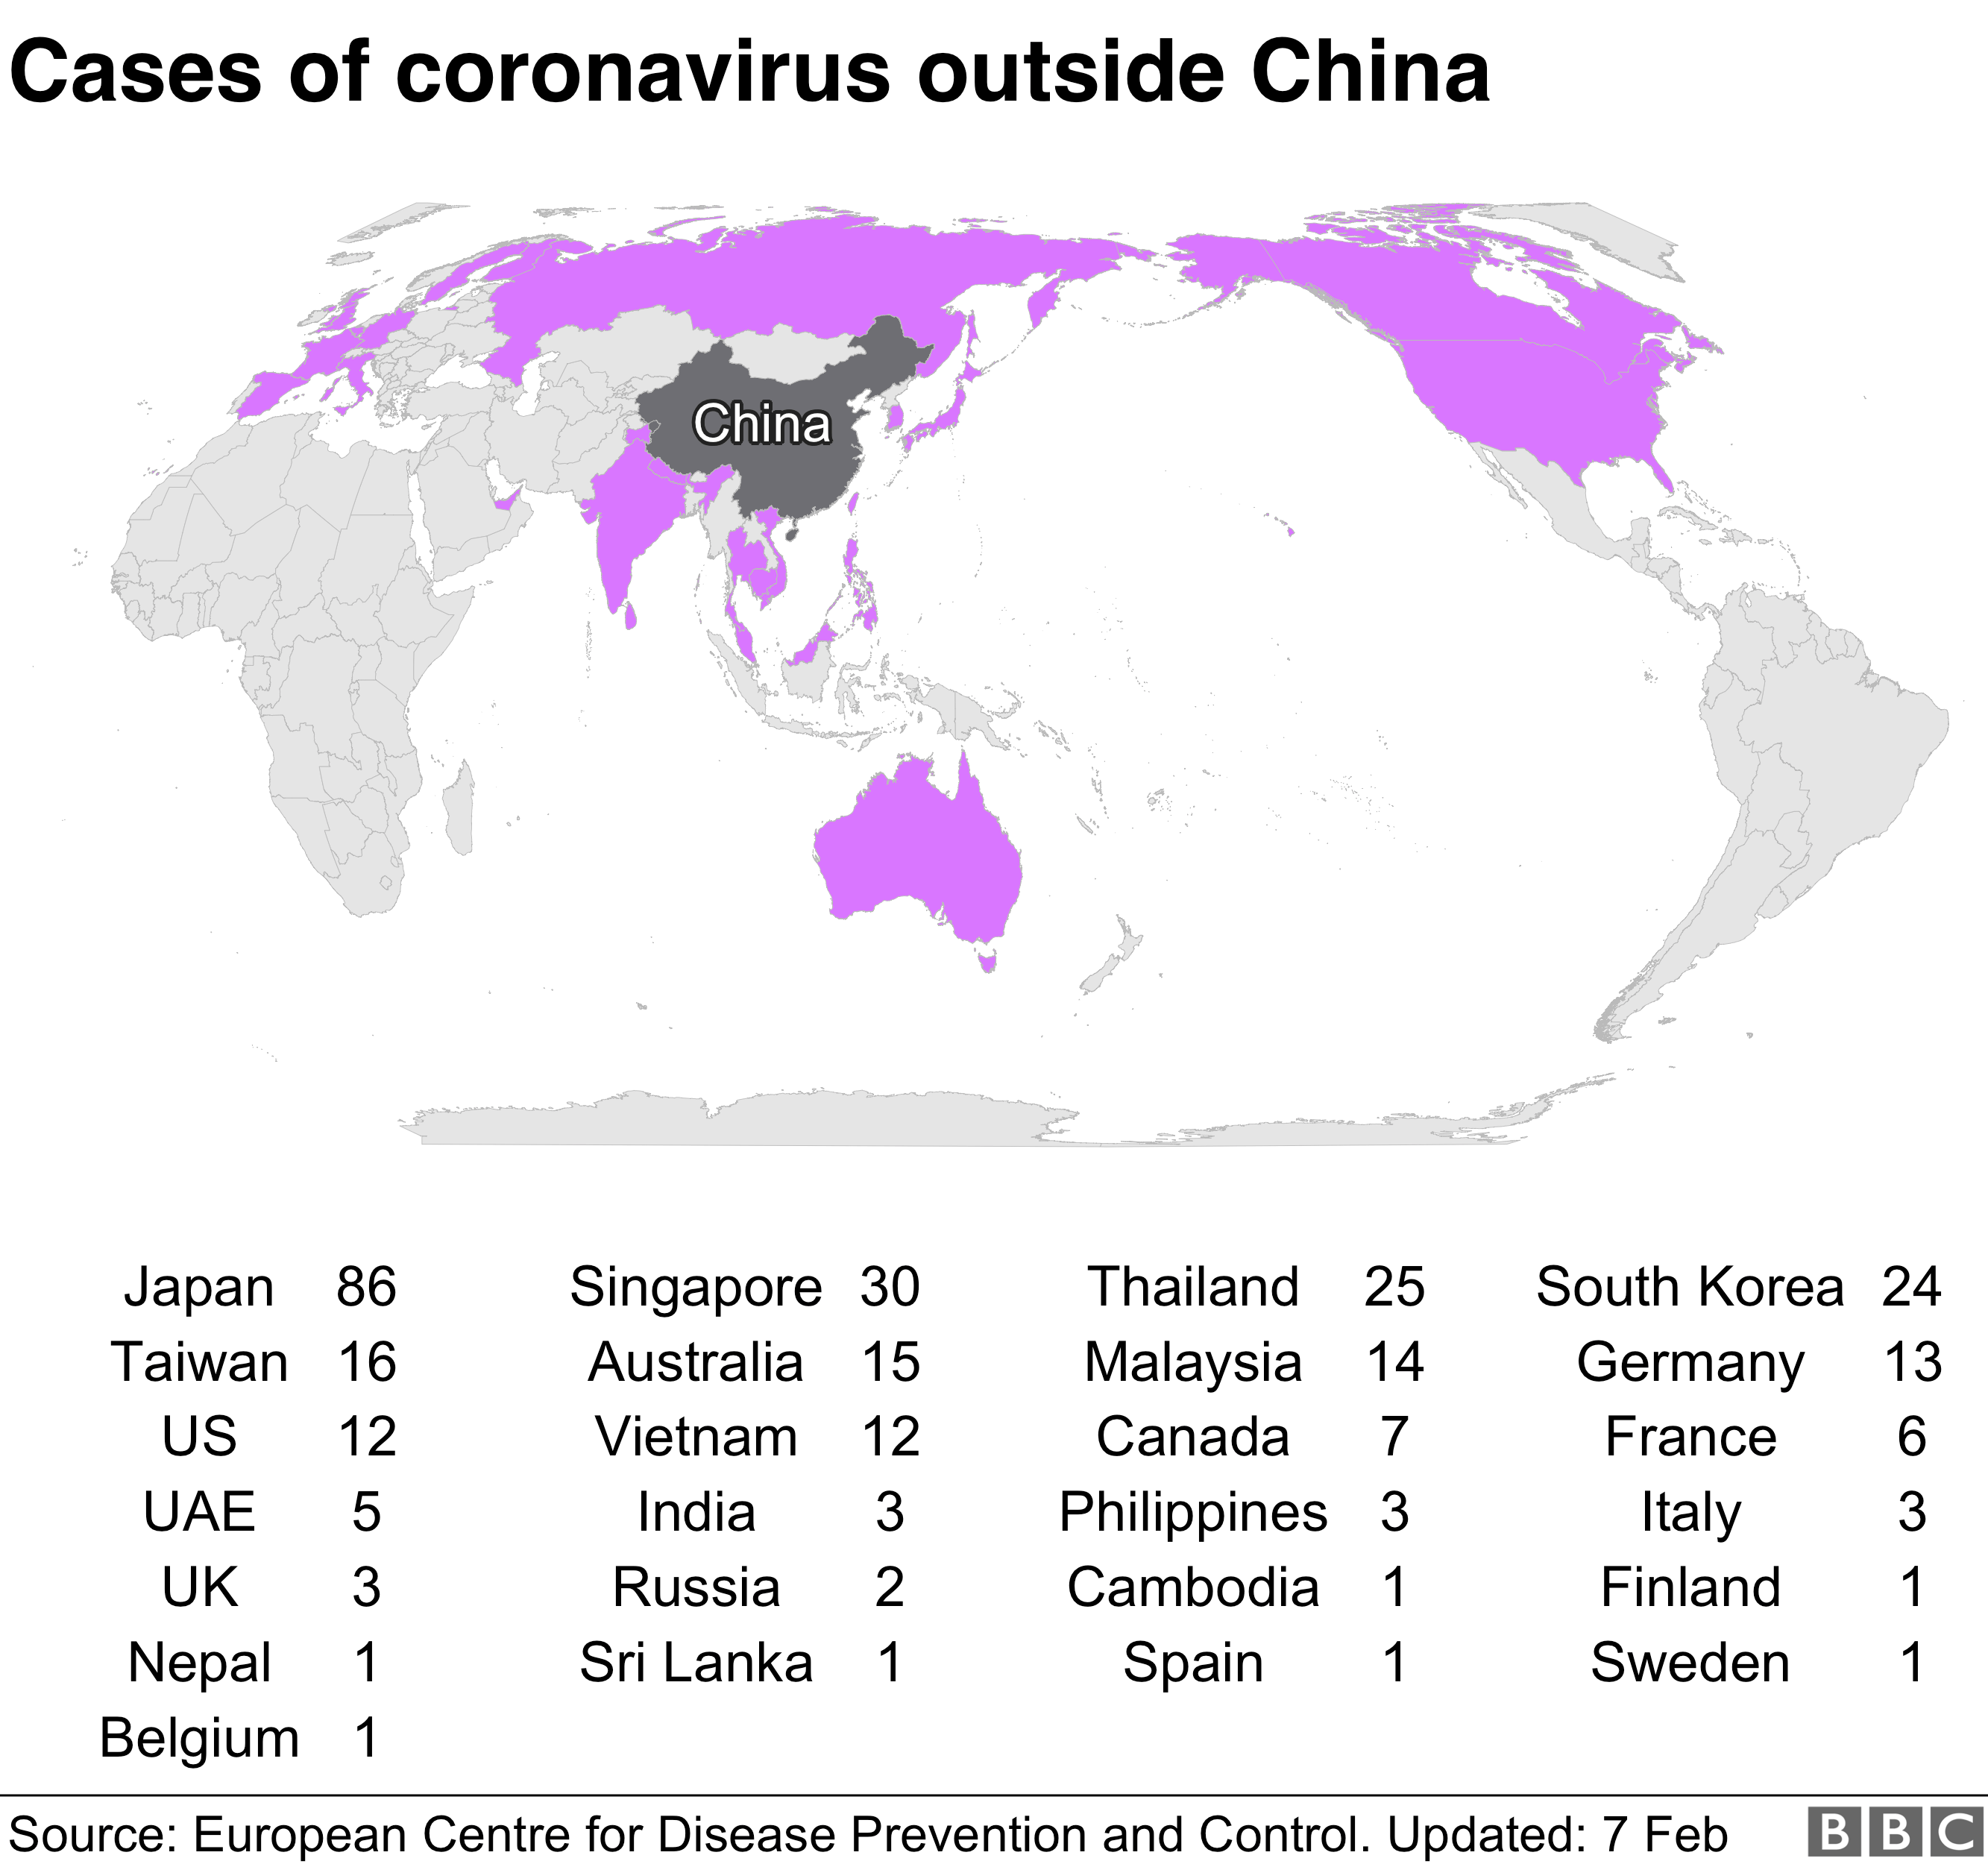 Cases of coronavirus outside China
China
Japan 86 Singapore 30 Thailand 25 South Korea 24
Taiwan 16 Australia 15 Malaysia 14 Germany 13
US 12 Vietnam 12 Canada 7 France 6
UAE 5 India 3 Philippines 3 Italy 3
UK 3 Russia 2 Cambodia 1 Finland 1
Nepal 1 Sri Lanka 1 Spain 1 Sweden 1
Belgium 1
Source: European Centre for Disease Prevention and Control. Updated: 7 Feb BBC